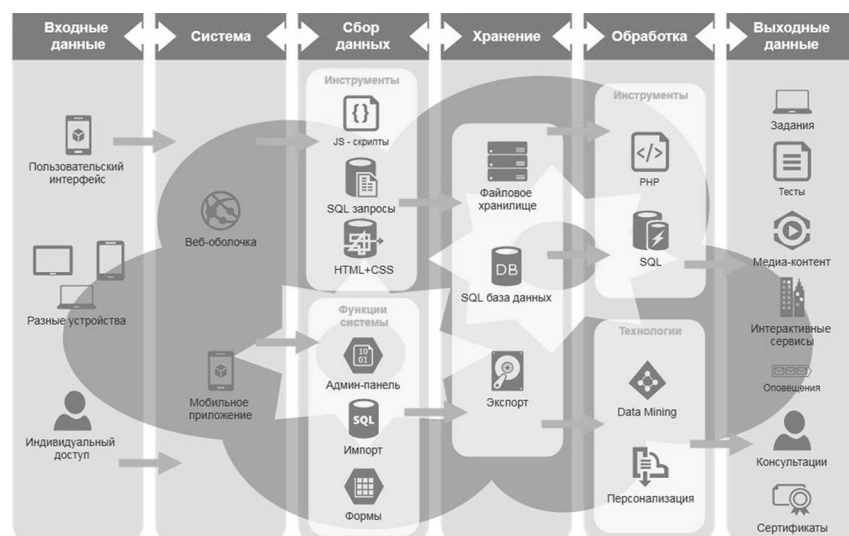 Входные
данные
Система
Сбор
данных
Хранение
Обработка
Выходные
данные
Пользовательский
интерфейс
Разные устройства
Индивидуальный
доступ
Веб-оболочка
Мобильное
приложение
Инструменты
{}
JS - скрипты
SQL запросы
HTML+CSS
Функции
системы
10
01
Админ-панель
SQL
Импорт
Формы
Файловое
хранилище
DB
SQL база данных
Экспорт
Инструменты
</>
PHP
SQL
Технологии
Data Mining
Персонализация
Задания
Тесты
Медиа-контент
Интерактивные
сервисы
Оповещения
Консультации
Сертификаты